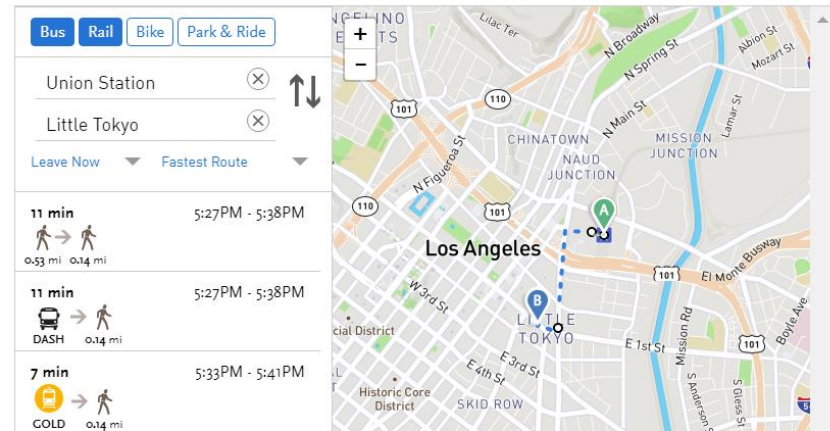 Bus Rail Bike Park & Ride
Union Station
Little Tokyo
Leave Now Fastest Route
11 min 5:27PM - 5:38PM
0.53 mi 0.14 mi
11 min 5:27PM - 5:38PM
DASH 0.14 mi
7 min 5:33PM - 5:41PM
GOLD 0.14 mi
+
−
Lilac Ter
N Broadway
N Spring St
Albion St
Mozart St
110
101
N Main St
Lamar St
CHINATOWN
MISSION
JUNCTION
NAUD
JUNCTION
N Figueroa St
110
101
A
Los Angeles
101
El Monte Busway
W 3rd St
B
LITTLE
TOKYO
cial District
E 1st St
Mission Rd
101
Boyle Ave
E 3rd St
E 4th St
Historic Core
District
SKID ROW
S Anderson S
S Gless S
5